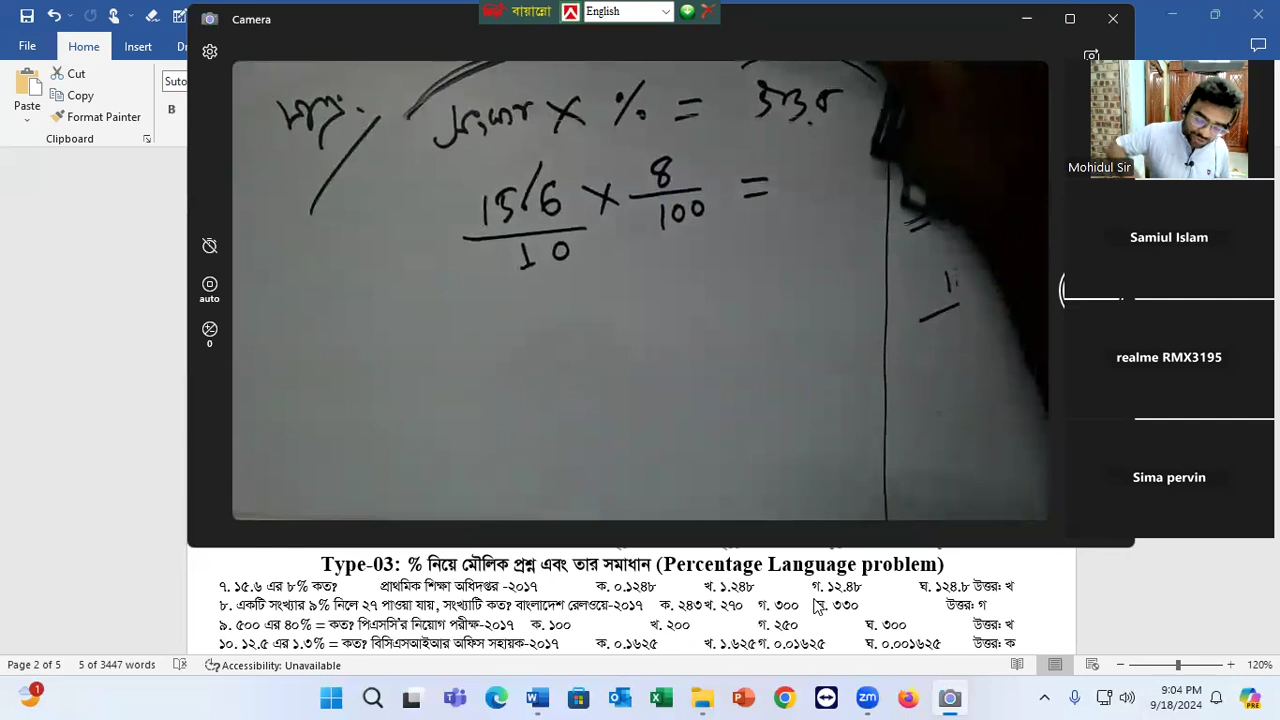 Camera
বায়ান্নো English
File Home Insert
Cut
Copy
Format Painter
Paste
Clipboard
Suto
B
auto
0
সংখ্যা × % =
15/6 × 8/100 =
10
Mohidul Sir
Samiul Islam
realme RMX3195
Sima pervin
Type-03: % নিয়ে মৌলিক প্রশ্ন এবং তার সমাধান (Percentage Language problem)
৭. ১৫.৬ এর ৮% কত? প্রাথমিক শিক্ষা অধিদপ্তর -২০১৭ ক. ০.১২৪৮ খ. ১.২৪৮ গ. ১২.৪৮ ঘ. ১২৪.৮ উত্তর: খ
৮. একটি সংখ্যার ৯% নিলে ২৭ পাওয়া যায়, সংখ্যাটি কত? বাংলাদেশ রেলওয়ে-২০১৭ ক. ২৪৩ খ. ২৭০ গ. ৩০০ ঘ. ৩৩০ উত্তর: গ
৯. ৫০০ এর ৪০% = কত? পিএসসি'র নিয়োগ পরীক্ষ-২০১৭ ক. ১০০ খ. ২০০ গ. ২৫০ ঘ. ৩০০ উত্তর: খ
১০. ১২.৫ এর ১.৩% = কত? বিসিএসআইআর অফিস সহায়ক-২০১৭ ক. ০.১৬২৫ খ. ১.৬২৫ গ. ০.০১৬২৫ ঘ. ০.০০১৬২৫ উত্তর: ক
Page 2 of 5 5 of 3447 words Accessibility: Unavailable 120%
1
9:04 PM
9/18/2024